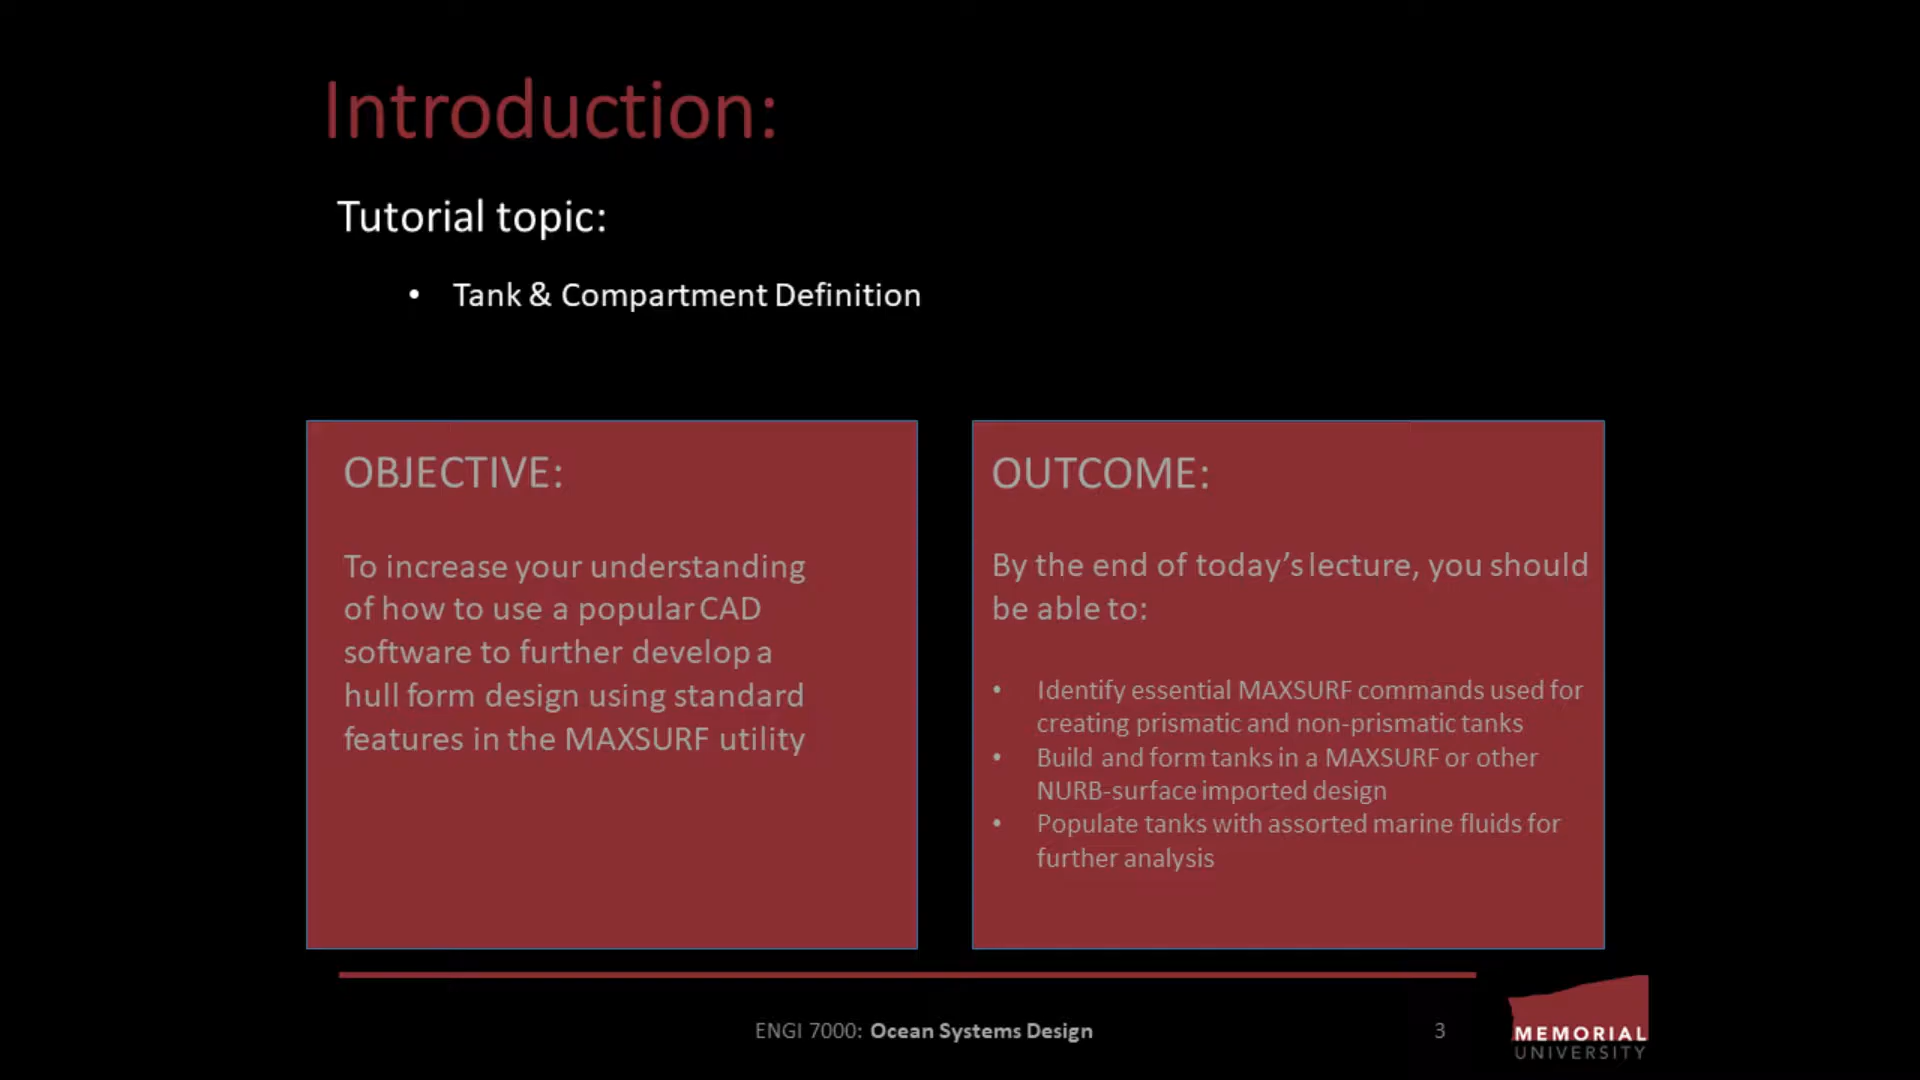 Introduction:
Tutorial topic:
• Tank & Compartment Definition
OBJECTIVE:
To increase your understanding
of how to use a popular CAD
software to further develop a
hull form design using standard
features in the MAXSURF utility
OUTCOME:
By the end of today's lecture, you should
be able to:
• Identify essential MAXSURF commands used for
creating prismatic and non-prismatic tanks
• Build and form tanks in a MAXSURF or other
NURB-surface imported design
• Populate tanks with assorted marine fluids for
further analysis
ENGI 7000: Ocean Systems Design
3
MEMORIAL
UNIVERSITY